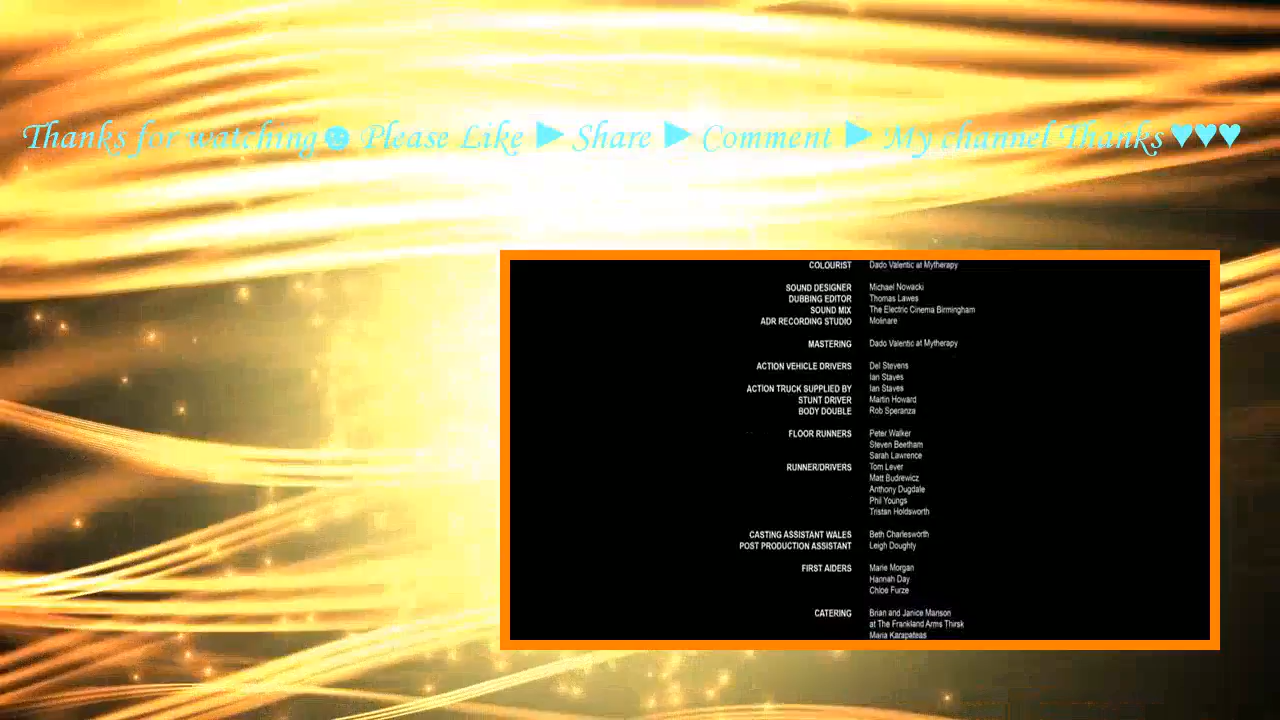 Thanks for watching☻ Please Like ► Share ► Comment ► My channel Thanks ♥♥♥
COLOURIST Dado Valentic at Mytherapy
SOUND DESIGNER Michael Nowacki
DUBBING EDITOR Thomas Lawes
SOUND MIX The Electric Cinema Birmingham
ADR RECORDING STUDIO Molinare
MASTERING Dado Valentic at Mytherapy
ACTION VEHICLE DRIVERS Del Stevens
Ian Staves
ACTION TRUCK SUPPLIED BY Ian Staves
STUNT DRIVER Martin Howard
BODY DOUBLE Rob Speranza
FLOOR RUNNERS Peter Walker
Steven Beetham
Sarah Lawrence
RUNNER/DRIVERS Tom Lever
Matt Budrewicz
Anthony Dugdale
Phil Youngs
Tristan Holdsworth
CASTING ASSISTANT WALES Beth Charlesworth
POST PRODUCTION ASSISTANT Leigh Doughty
FIRST AIDERS Marie Morgan
Hannah Day
Chloe Furze
CATERING Brian and Janice Manson
at The Frankland Arms Thirsk
Maria Karapateas